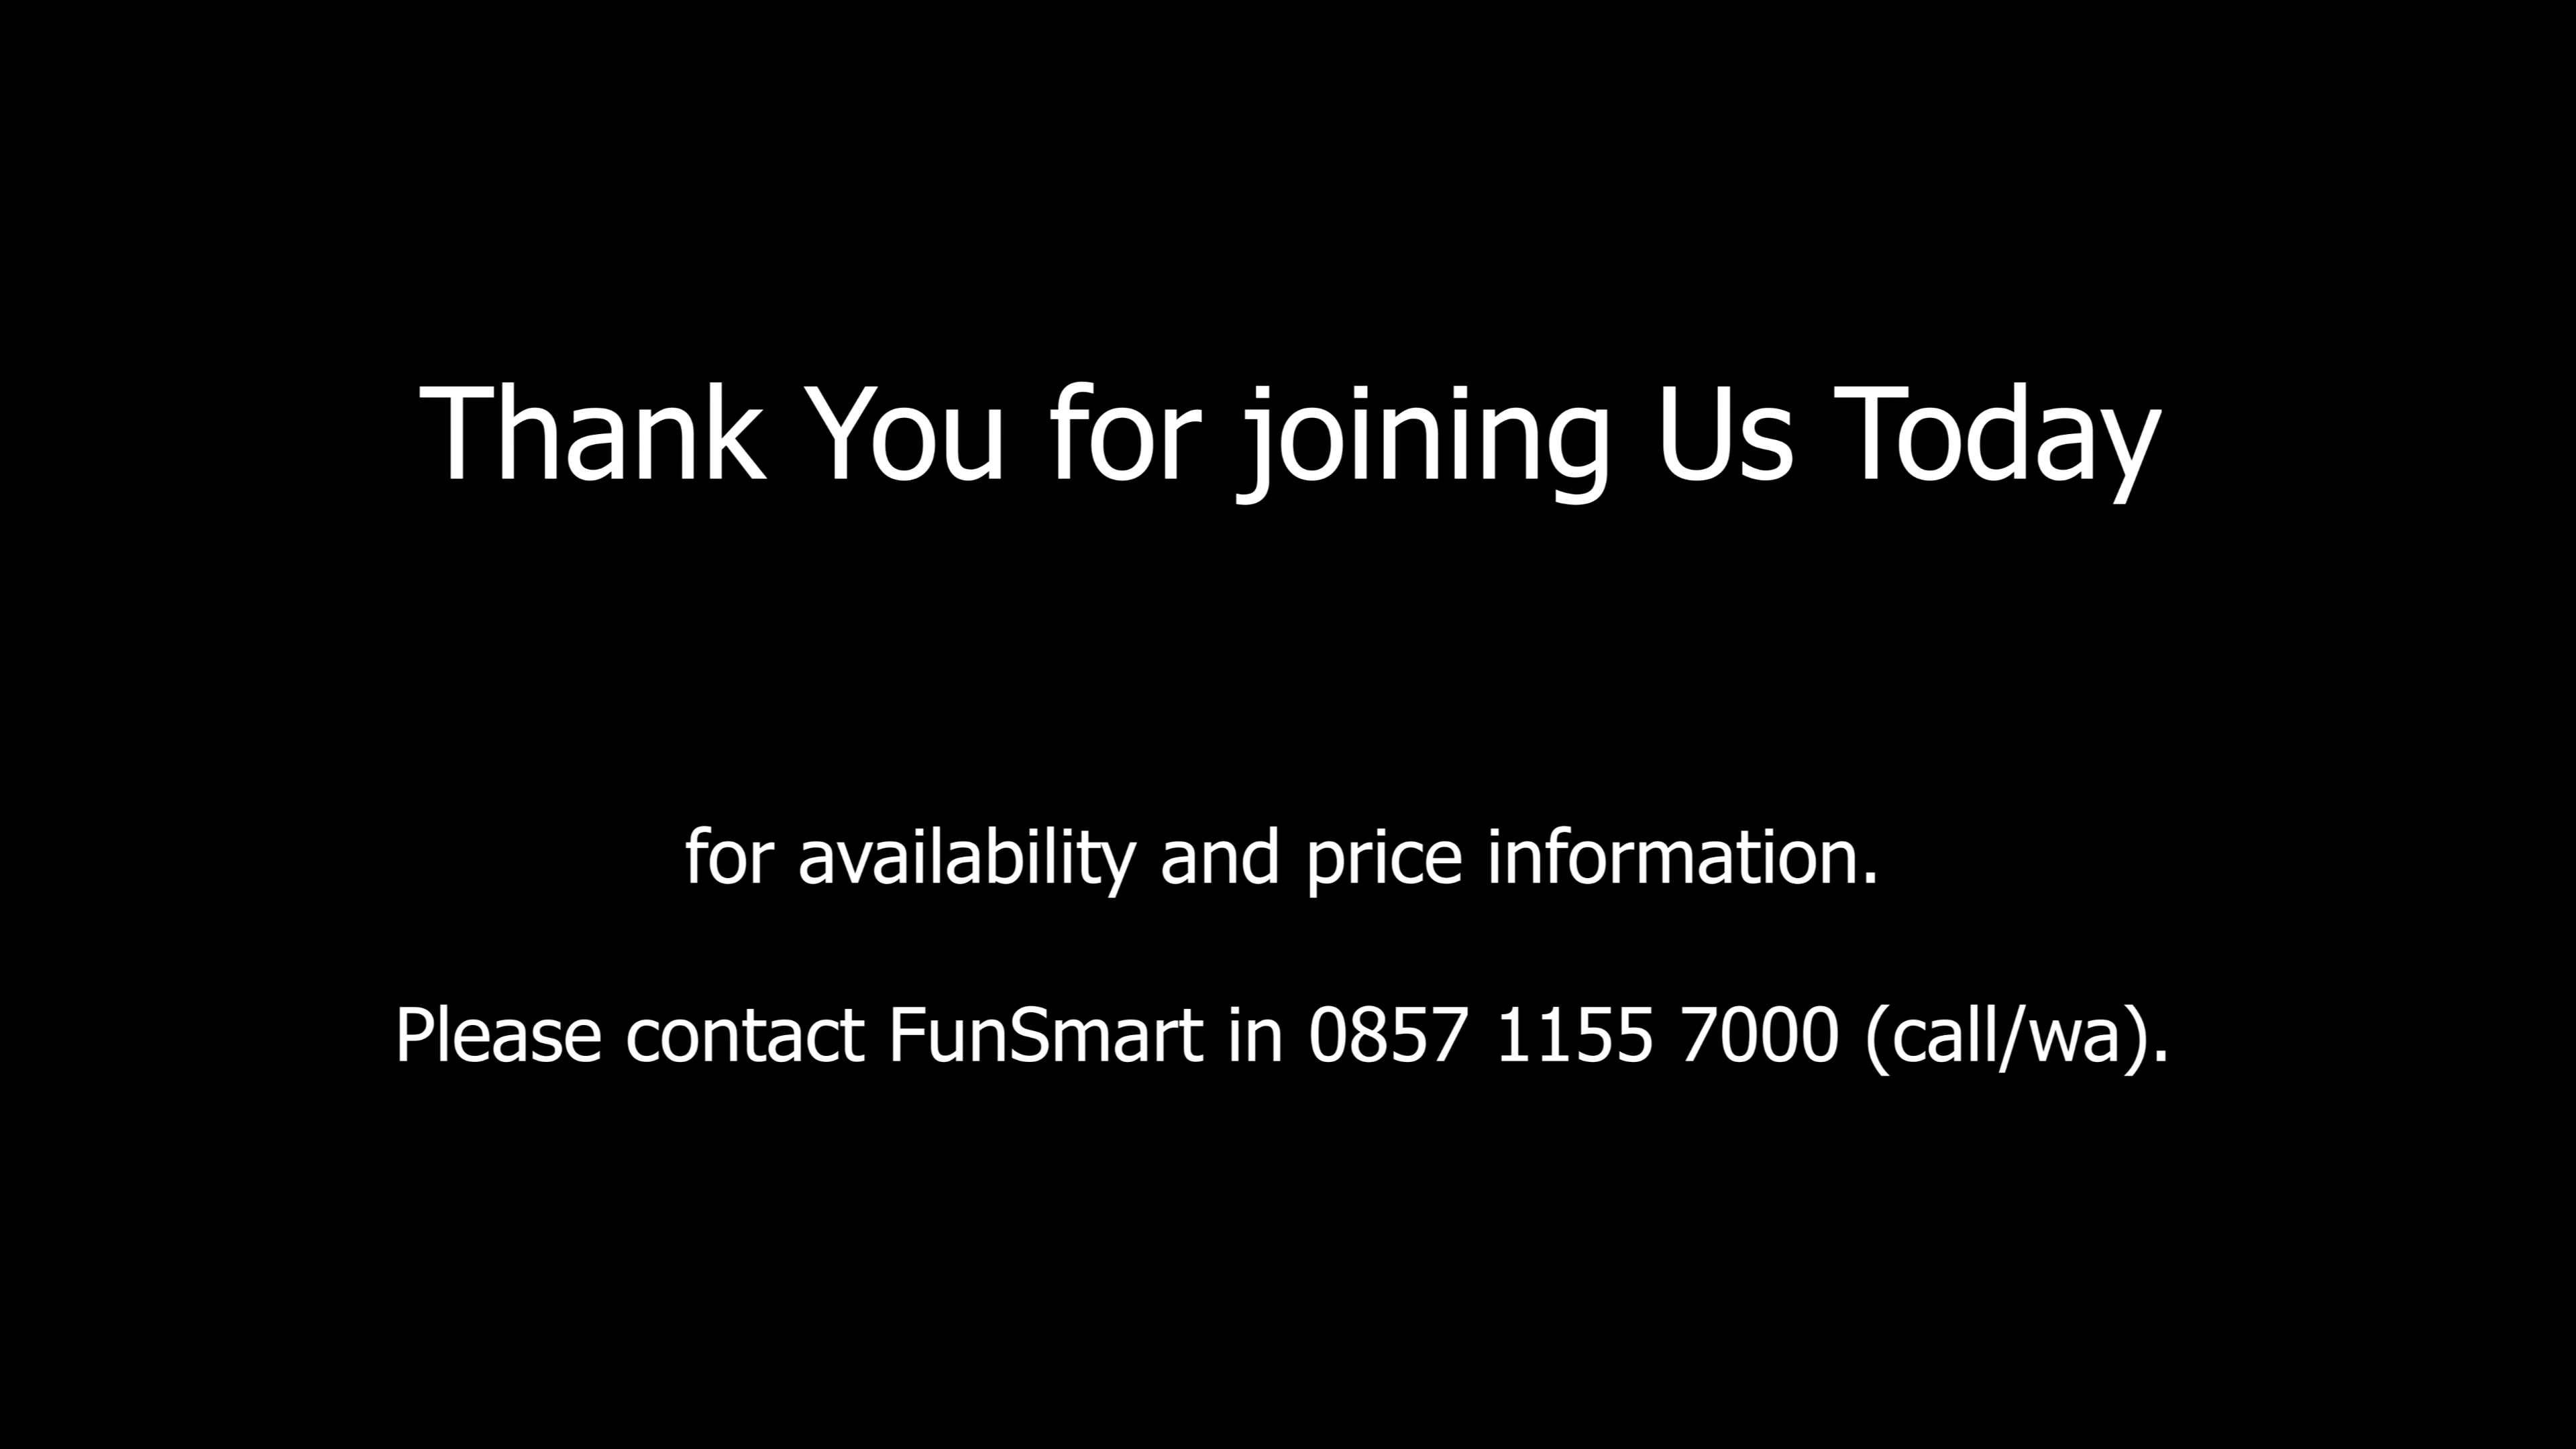 Thank You for joining Us Today
for availability and price information.
Please contact FunSmart in 0857 1155 7000 (call/wa).